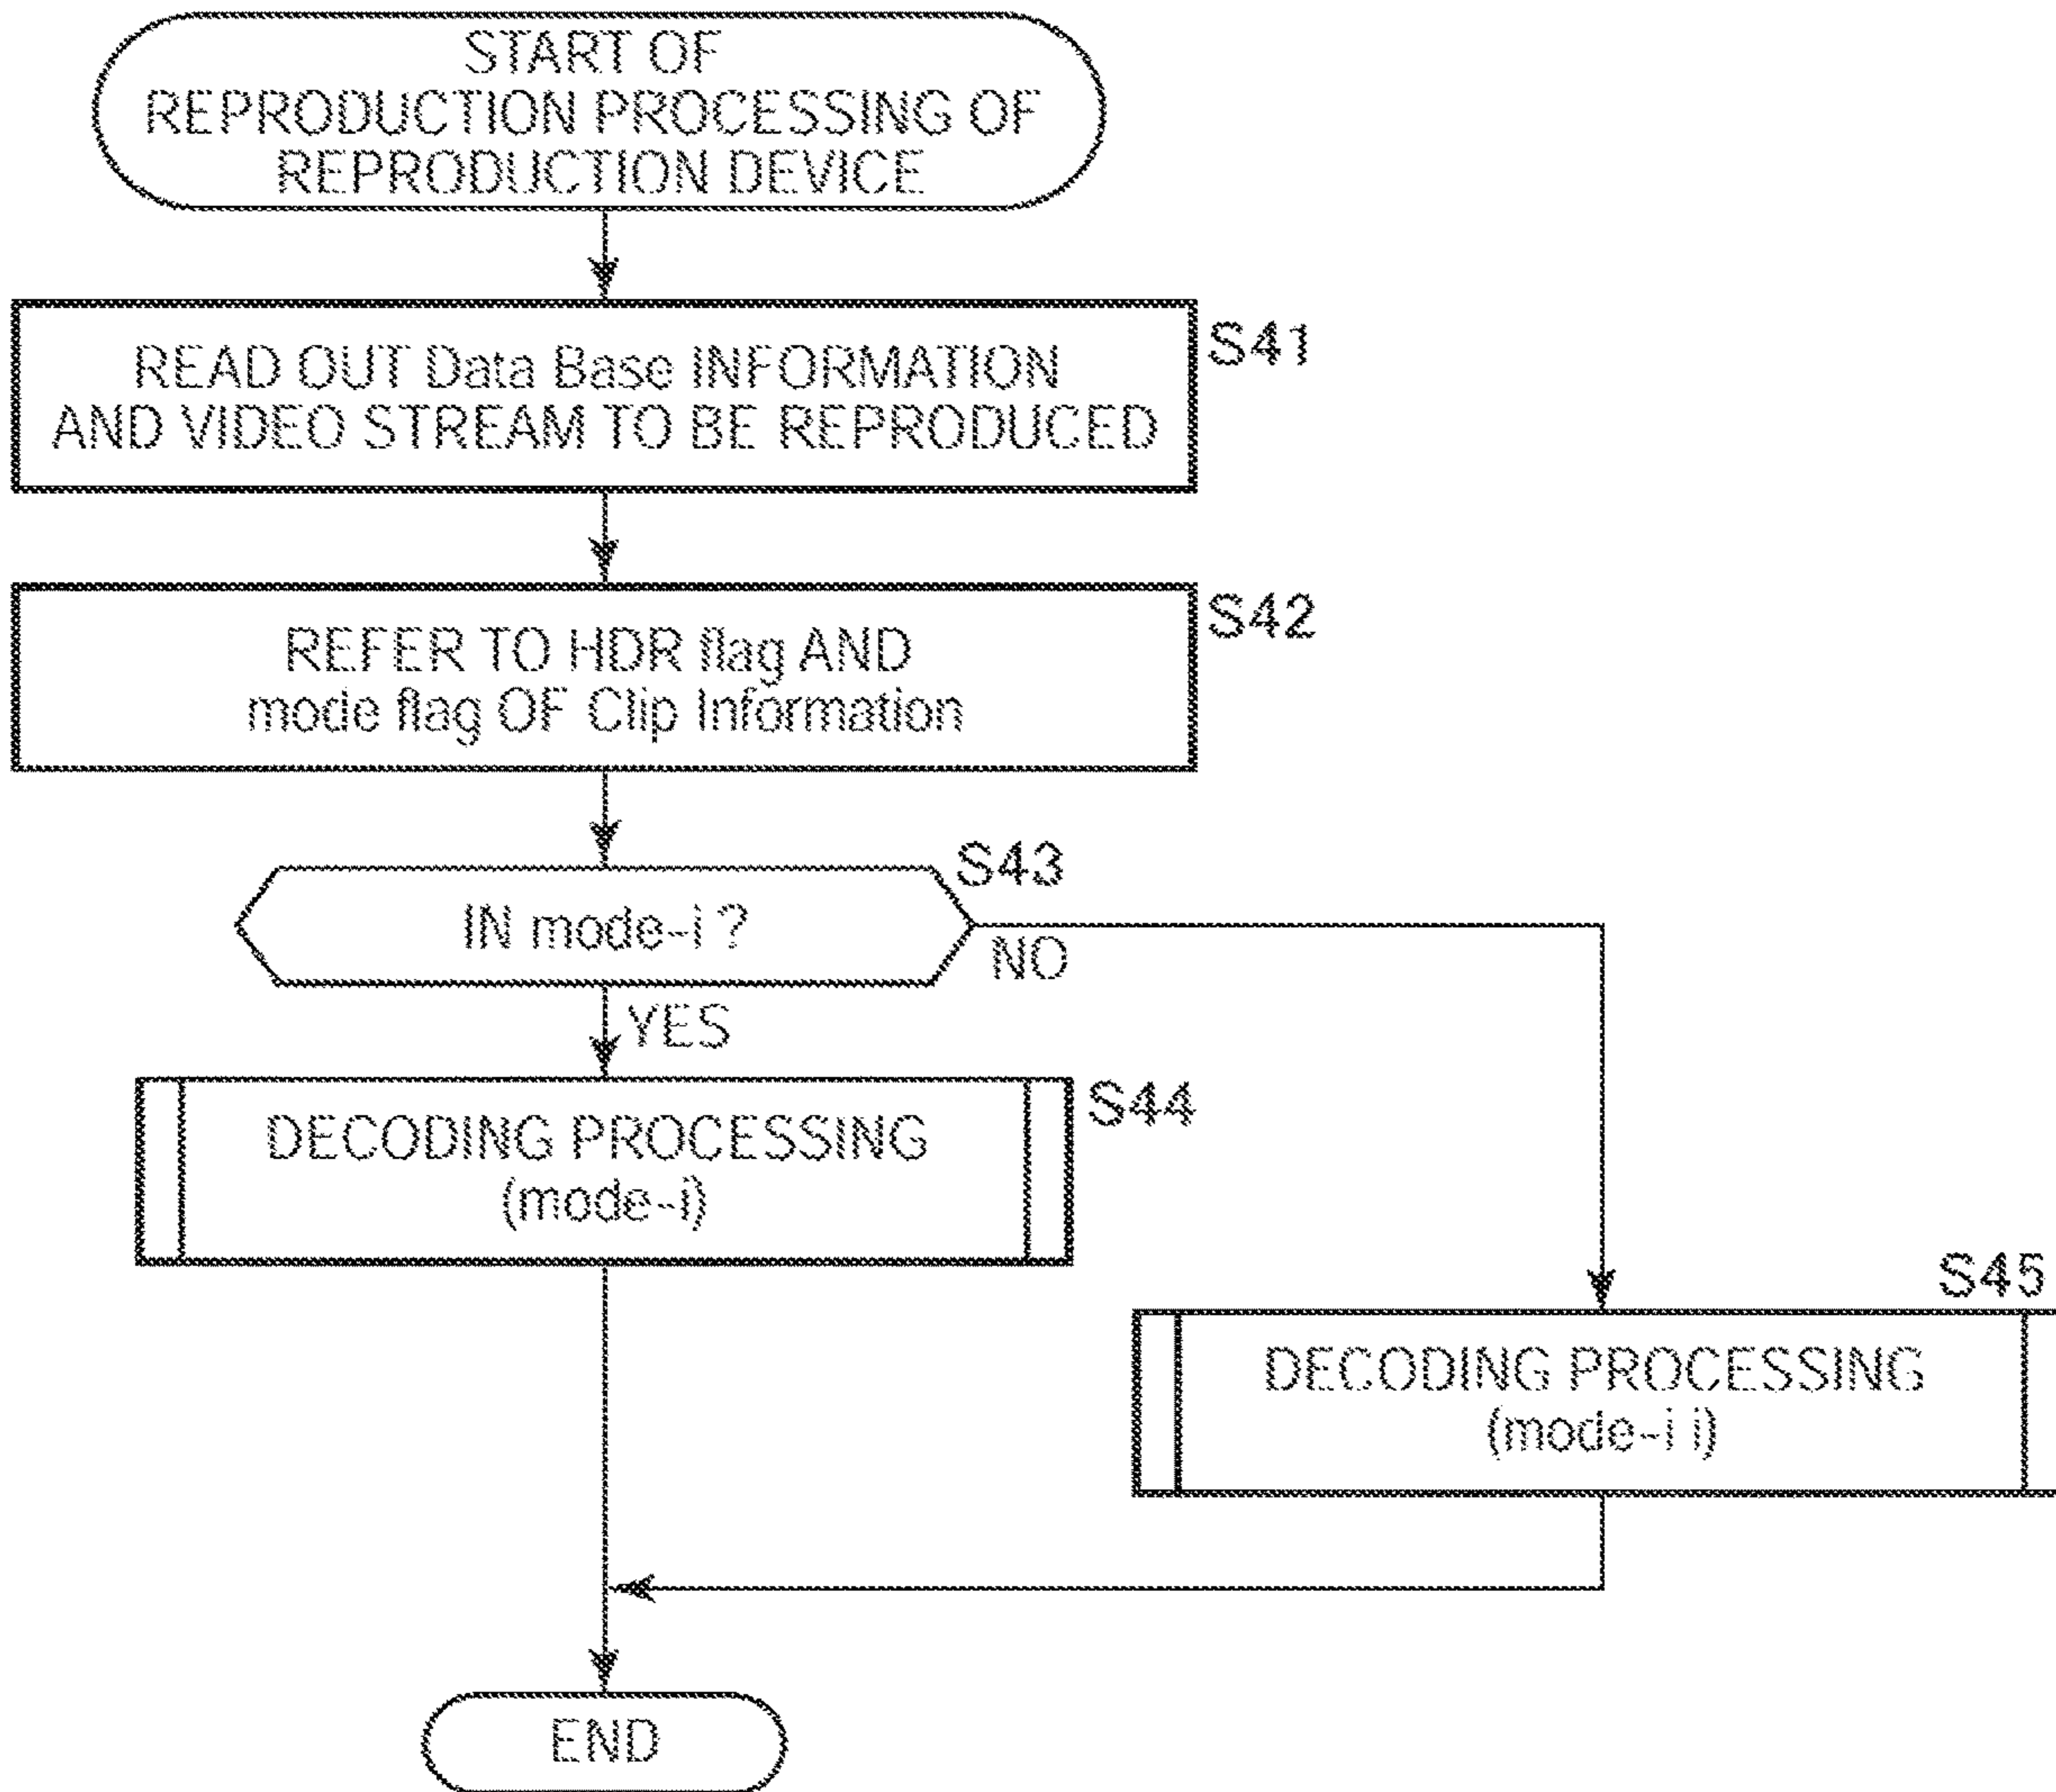 START OF
REPRODUCTION PROCESSING OF
REPRODUCTION DEVICE
S41
READ OUT Data Base INFORMATION
AND VIDEO STREAM TO BE REPRODUCED
S42
REFER TO HDR flag AND
mode flag OF Clip Information
S43
IN mode-i ?
NO
YES
S44
DECODING PROCESSING
(mode-i)
S45
DECODING PROCESSING
(mode-i i)
END